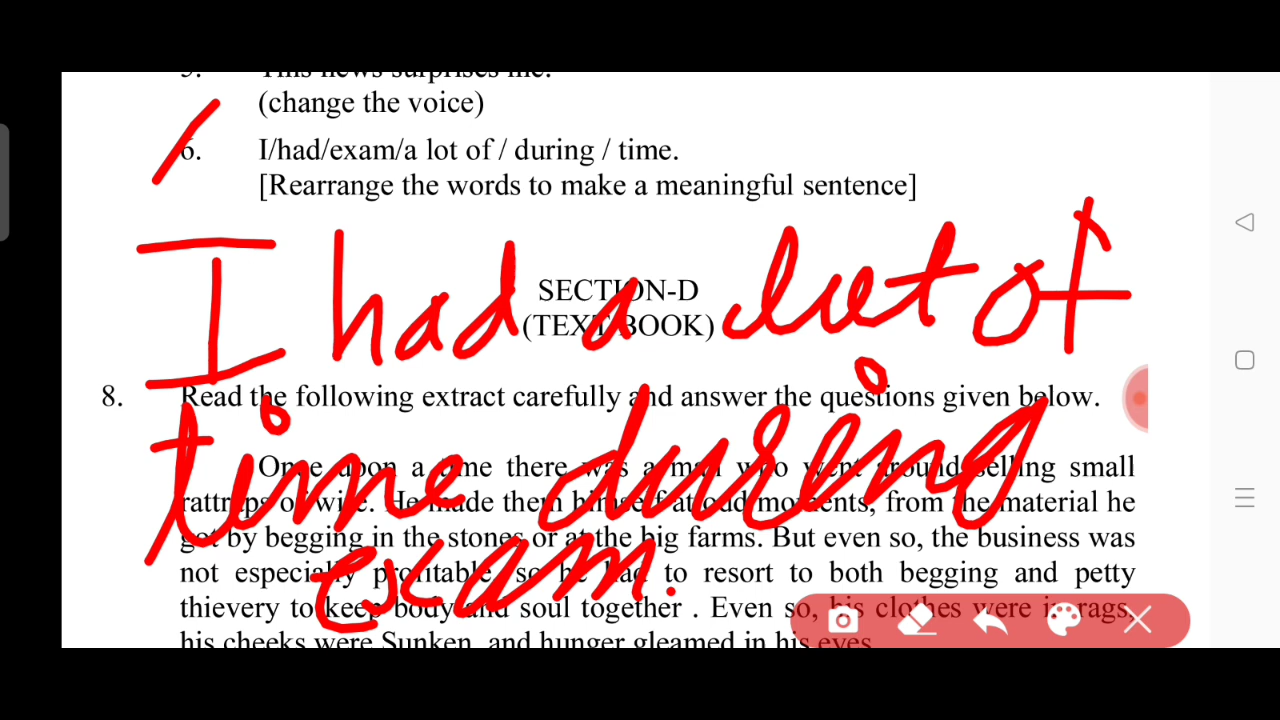 5. This news surprises me.
(change the voice)
6. I/had/exam/a lot of / during / time.
[Rearrange the words to make a meaningful sentence]
I had a lot of
SECTION-D
(TEXT BOOK)
8. Read the following extract carefully and answer the questions given below.
time during
Once upon a time there was a man who went around selling small
rattraps of wire. He made them himself at odd moments, from the material he
got by begging in the stones or at the big farms. But even so, the business was
exam.
not especially profitable, so he had to resort to both begging and petty
thievery to keep body and soul together . Even so, his clothes were in rags,
his cheeks were Sunken, and hunger gleamed in his eyes